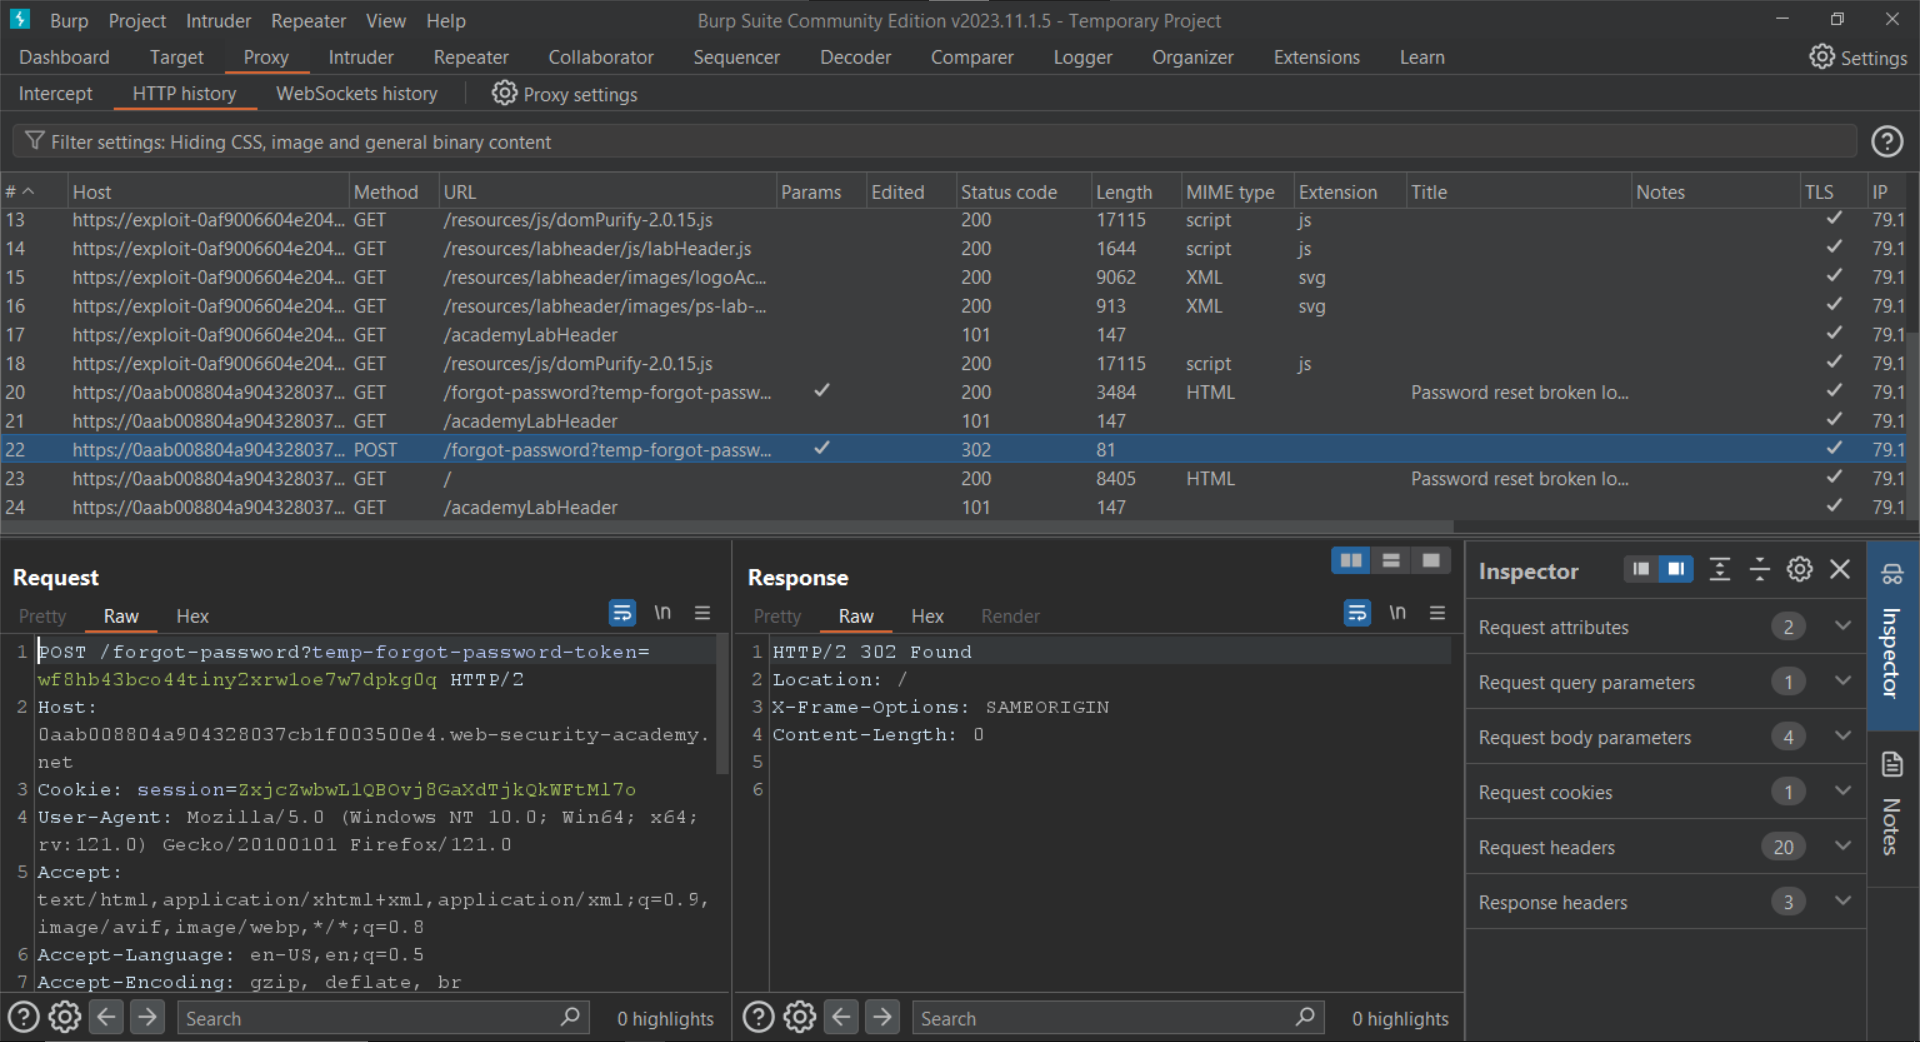 Burp Project Intruder Repeater View Help Burp Suite Community Edition v2023.11.1.5 - Temporary Project
Dashboard Target Proxy Intruder Repeater Collaborator Sequencer Decoder Comparer Logger Organizer Extensions Learn Settings
Intercept HTTP history WebSockets history Proxy settings
Filter settings: Hiding CSS, image and general binary content
# Host Method URL Params Edited Status code Length MIME type Extension Title Notes TLS IP
13 https://exploit-0af9006604e204... GET /resources/js/domPurify-2.0.15.js 200 17115 script js ✓ 79.1
14 https://exploit-0af9006604e204... GET /resources/labheader/js/labHeader.js 200 1644 script js ✓ 79.1
15 https://exploit-0af9006604e204... GET /resources/labheader/images/logoAc... 200 9062 XML svg ✓ 79.1
16 https://exploit-0af9006604e204... GET /resources/labheader/images/ps-lab-... 200 913 XML svg ✓ 79.1
17 https://exploit-0af9006604e204... GET /academyLabHeader 101 147 ✓ 79.1
18 https://exploit-0af9006604e204... GET /resources/js/domPurify-2.0.15.js 200 17115 script js ✓ 79.1
20 https://0aab008804a904328037... GET /forgot-password?temp-forgot-passw... ✓ 200 3484 HTML Password reset broken lo... ✓ 79.1
21 https://0aab008804a904328037... GET /academyLabHeader 101 147 ✓ 79.1
22 https://0aab008804a904328037... POST /forgot-password?temp-forgot-passw... ✓ 302 81 ✓ 79.1
23 https://0aab008804a904328037... GET / 200 8405 HTML Password reset broken lo... ✓ 79.1
24 https://0aab008804a904328037... GET /academyLabHeader 101 147 ✓ 79.1
Request
Pretty Raw Hex \n
1 POST /forgot-password?temp-forgot-password-token=
wf8hb43bco44tiny2xrwloe7w7dpkg0q HTTP/2
2 Host:
0aab008804a904328037cb1f003500e4.web-security-academy.
net
3 Cookie: session=ZxjcZwbwL1QBOvj8GaXdTjkQkWFtMl7o
4 User-Agent: Mozilla/5.0 (Windows NT 10.0; Win64; x64;
rv:121.0) Gecko/20100101 Firefox/121.0
5 Accept:
text/html,application/xhtml+xml,application/xml;q=0.9,
image/avif,image/webp,*/*;q=0.8
6 Accept-Language: en-US,en;q=0.5
7 Accept-Encoding: gzip, deflate, br
Search 0 highlights
Response
Pretty Raw Hex Render \n
1 HTTP/2 302 Found
2 Location: /
3 X-Frame-Options: SAMEORIGIN
4 Content-Length: 0
5
6
Search 0 highlights
Inspector
Request attributes 2
Request query parameters 1
Request body parameters 4
Request cookies 1
Request headers 20
Response headers 3
Inspector
Notes